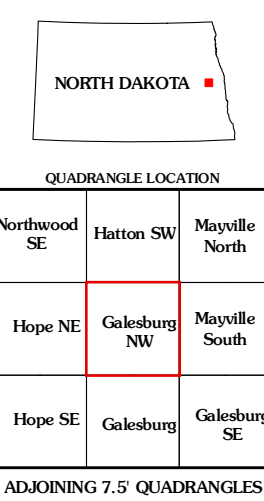 NORTH DAKOTA
QUADRANGLE LOCATION
Northwood
SE
Hatton SW
Mayville
North
Hope NE
Galesburg
NW
Mayville
South
Hope SE
Galesburg
Galesburg
SE
ADJOINING 7.5' QUADRANGLES